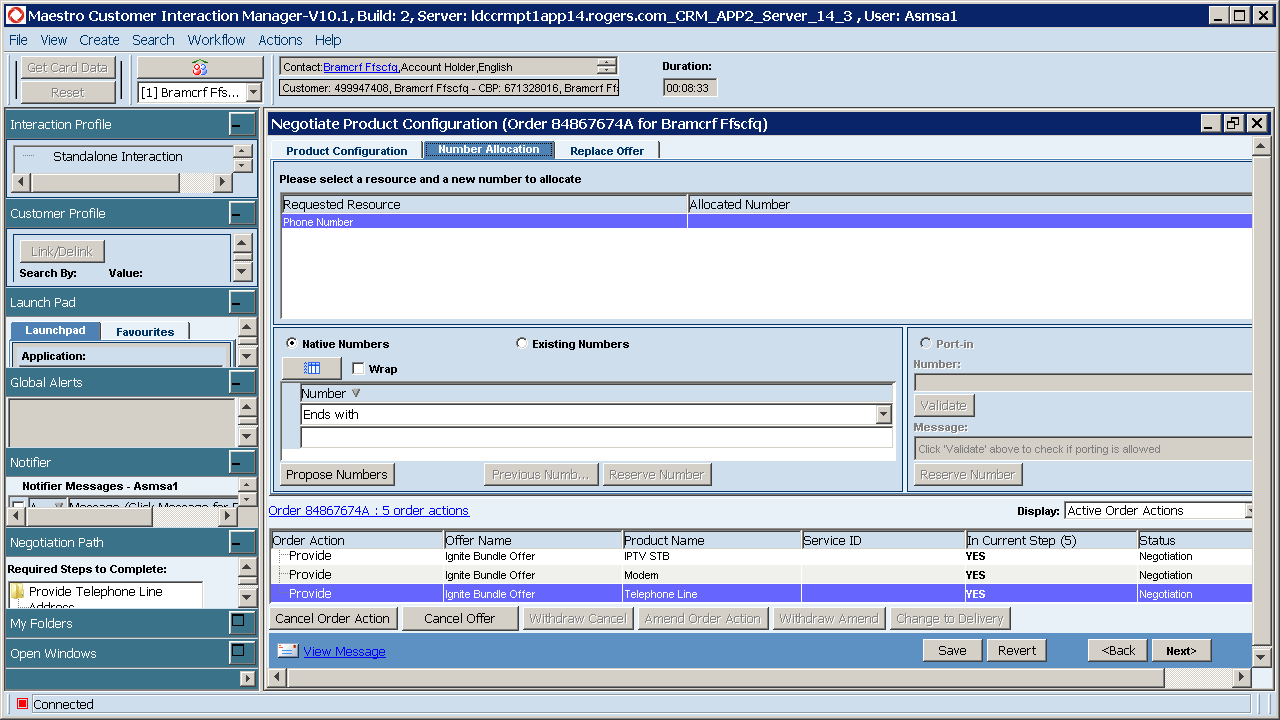 Maestro Customer Interaction Manager-V10.1, Build: 2, Server: ldccrmpt1app14.rogers.com_CRM_APP2_Server_14_3 , User: Asmsa1
File View Create Search Workflow Actions Help
Get Card Data
Reset
[1] Bramcrf Ffs...
Contact:Bramcrf Ffscfq,Account Holder,English
Customer: 499947408, Bramcrf Ffscfq - CBP: 671328016, Bramcrf Ff
Duration:
00:08:33
Interaction Profile
Standalone Interaction
Customer Profile
Link/Delink
Search By: Value:
Launch Pad
Launchpad Favourites
Application:
Global Alerts
Notifier
Notifier Messages - Asmsa1
Message (Click Message for
Negotiation Path
Required Steps to Complete:
Provide Telephone Line
Address
My Folders
Open Windows
Connected
Negotiate Product Configuration (Order 84867674A for Bramcrf Ffscfq)
Product Configuration Number Allocation Replace Offer
Please select a resource and a new number to allocate
Requested Resource Allocated Number
Phone Number
Native Numbers Existing Numbers
Wrap
Number
Ends with
Propose Numbers Previous Numb... Reserve Number
Port-in
Number:
Validate
Message:
Click 'Validate' above to check if porting is allowed
Reserve Number
Order 84867674A : 5 order actions
Display: Active Order Actions
Order Action Offer Name Product Name Service ID In Current Step (5) Status
Provide Ignite Bundle Offer IPTV STB YES Negotiation
Provide Ignite Bundle Offer Modem YES Negotiation
Provide Ignite Bundle Offer Telephone Line YES Negotiation
Cancel Order Action Cancel Offer Withdraw Cancel Amend Order Action Withdraw Amend Change to Delivery
View Message Save Revert <Back Next>